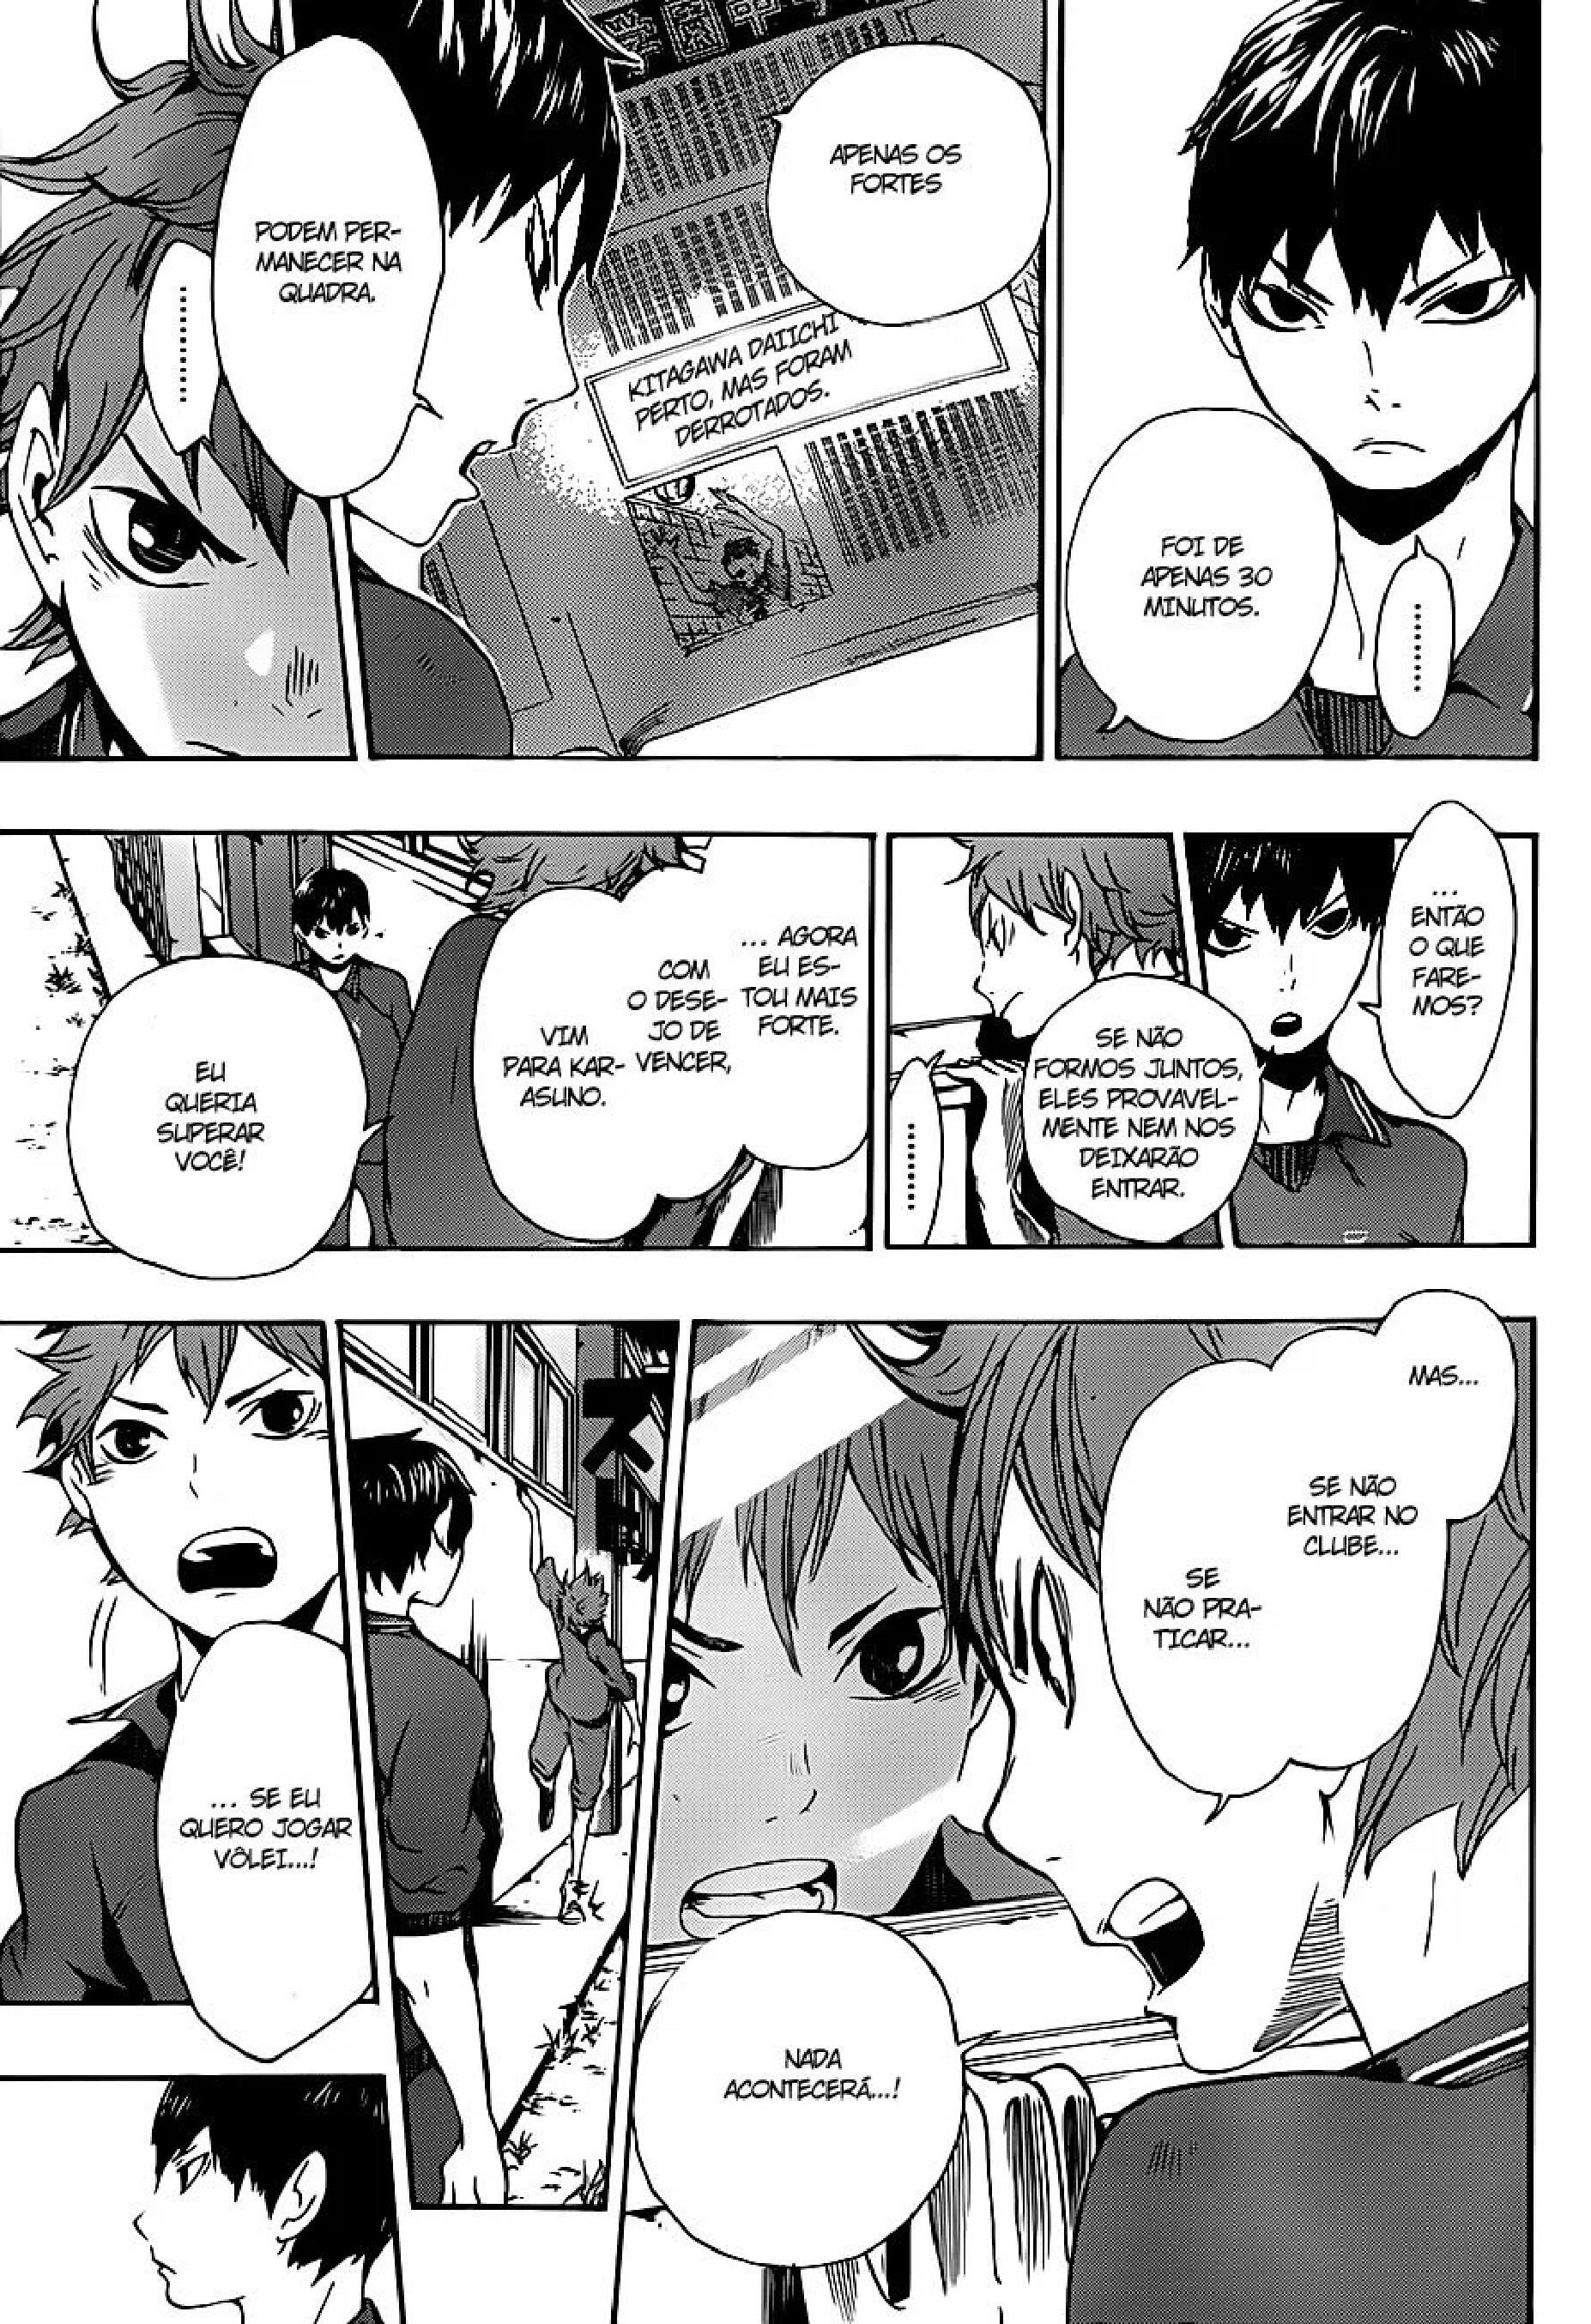 FOI DE
APENAS 30
MINUTOS.
.........
APENAS OS
FORTES
KITAGAWA DAIICHI
PERTO, MAS FORAM
DERROTADOS.
PODEM PER-
MANECER NA
QUADRA.
..........
...
ENTÃO
O QUE
FARE-
MOS?
SE NÃO
FORMOS JUNTOS,
ELES PROVAVEL-
MENTE NEM NOS
DEIXARÃO
ENTRAR.
.........
... AGORA
EU ES-
TOU MAIS
FORTE.
COM
O DESE-
JO DE
VENCER,
VIM
PARA KAR-
ASUNO.
EU
QUERIA
SUPERAR
VOCÊ!
MAS...
SE NÃO
ENTRAR NO
CLUBE...
SE
NÃO PRA-
TICAR...
NADA
ACONTECERÁ...!
... SE EU
QUERO JOGAR
VÔLEI...!